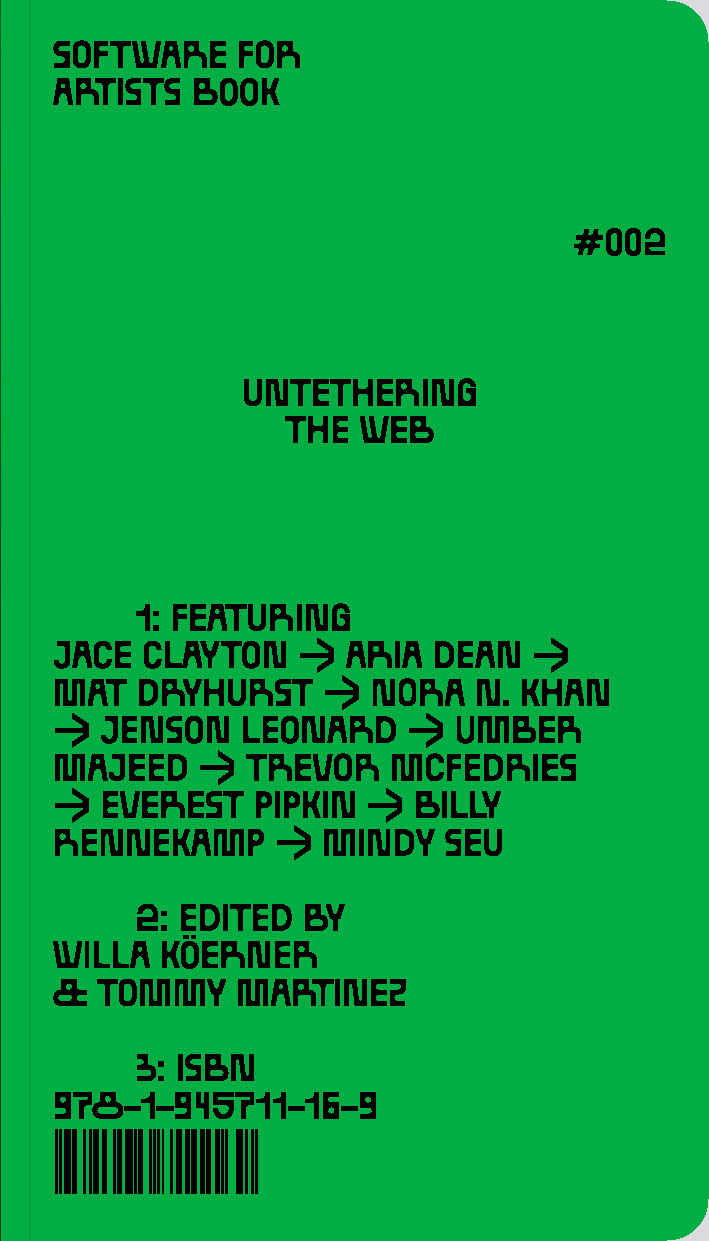 SOFTWARE FOR
ARTISTS BOOK
#002
UNTETHERING
THE WEB
1: FEATURING
JACE CLAYTON → ARIA DEAN →
MAT DRYHURST → NORA N. KHAN
→ JENSON LEONARD → UMBER
MAJEED → TREVOR MCFEDRIES
→ EVEREST PIPKIN → BILLY
RENNEKAMP → MINDY SEU
2: EDITED BY
WILLA KÖERNER
& TOMMY MARTINEZ
3: ISBN
978-1-945711-16-9